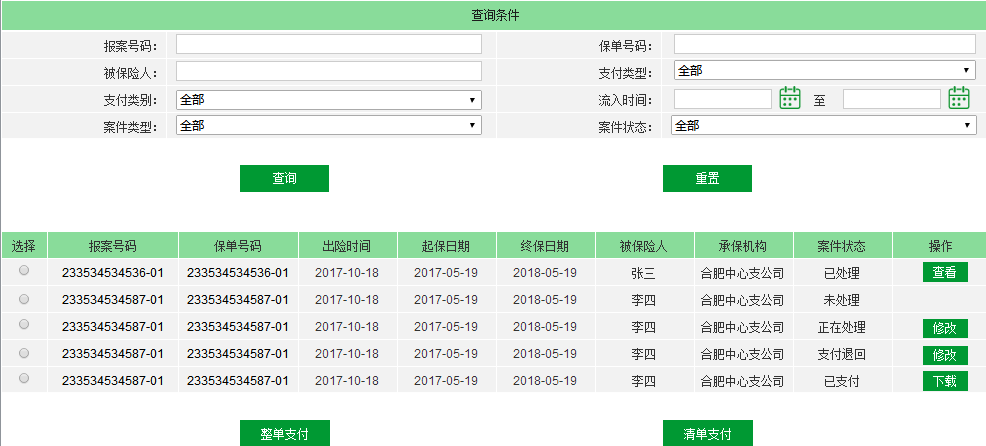 查询条件
报案号码： 保单号码：
被保险人： 支付类型： 全部
支付类别： 全部 流入时间： 至
案件类型： 全部 案件状态： 全部
查询 重置
选择 报案号码 保单号码 出险时间 起保日期 终保日期 被保险人 承保机构 案件状态 操作
233534534536-01 233534534536-01 2017-10-18 2017-05-19 2018-05-19 张三 合肥中心支公司 已处理 查看
233534534587-01 233534534587-01 2017-10-18 2017-05-19 2018-05-19 李四 合肥中心支公司 未处理
233534534587-01 233534534587-01 2017-10-18 2017-05-19 2018-05-19 李四 合肥中心支公司 正在处理 修改
233534534587-01 233534534587-01 2017-10-18 2017-05-19 2018-05-19 李四 合肥中心支公司 支付退回 修改
233534534587-01 233534534587-01 2017-10-18 2017-05-19 2018-05-19 李四 合肥中心支公司 已支付 下载
整单支付 清单支付